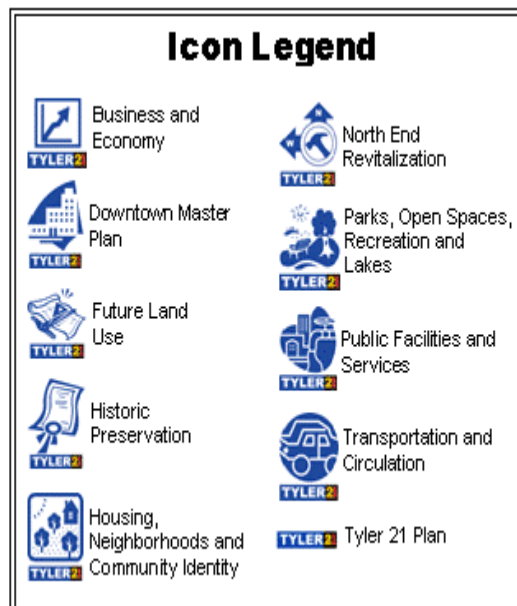 Icon Legend
Business and
Economy
TYLER21
Downtown Master
Plan
TYLER21
Future Land
Use
TYLER21
Historic
Preservation
TYLER21
Housing,
Neighborhoods and
Community Identity
TYLER21
N
W
North End
Revitalization
TYLER21
Parks, Open Spaces,
Recreation and
Lakes
TYLER21
Public Facilities and
Services
TYLER21
Transportation and
Circulation
TYLER21
TYLER21 Tyler 21 Plan